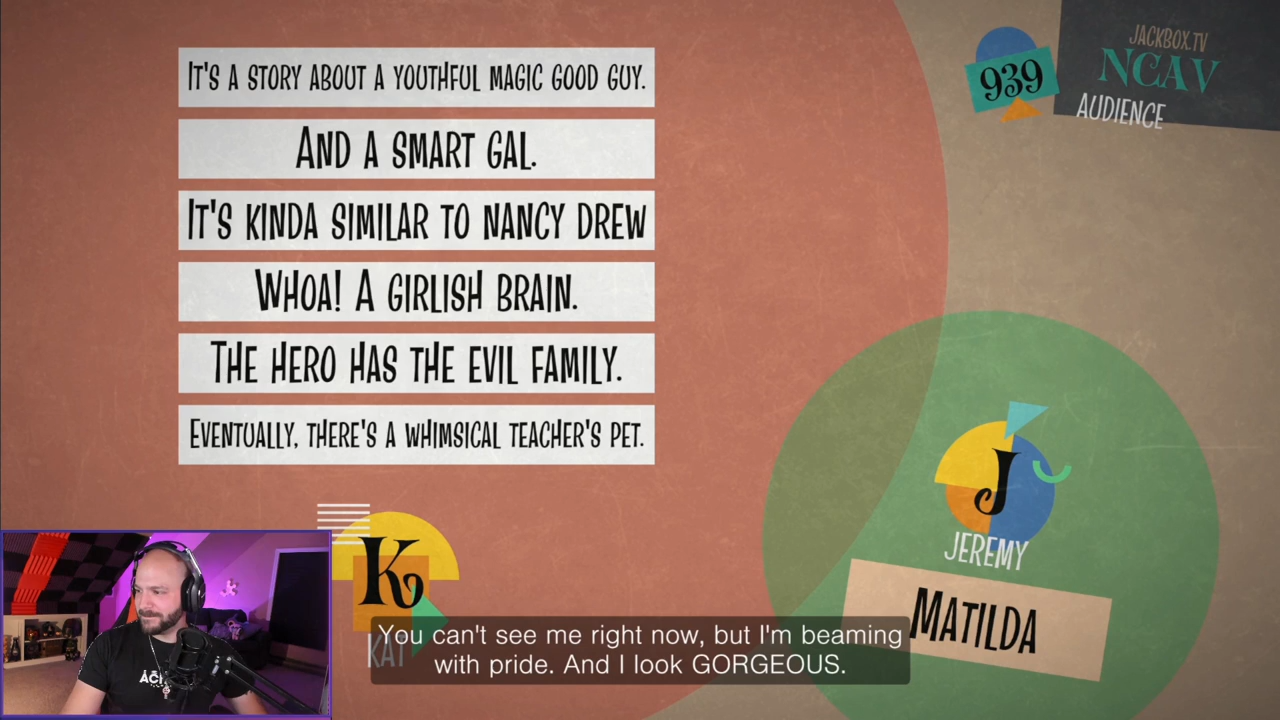 IT'S A STORY ABOUT A YOUTHFUL MAGIC GOOD GUY.
AND A SMART GAL.
IT'S KINDA SIMILAR TO NANCY DREW
WHOA! A GIRLISH BRAIN.
THE HERO HAS THE EVIL FAMILY.
EVENTUALLY, THERE'S A WHIMSICAL TEACHER'S PET.
939
JACKBOX.TV
NCAV
AUDIENCE
J
JEREMY
MATILDA
K
KAT
You can't see me right now, but I'm beaming
with pride. And I look GORGEOUS.